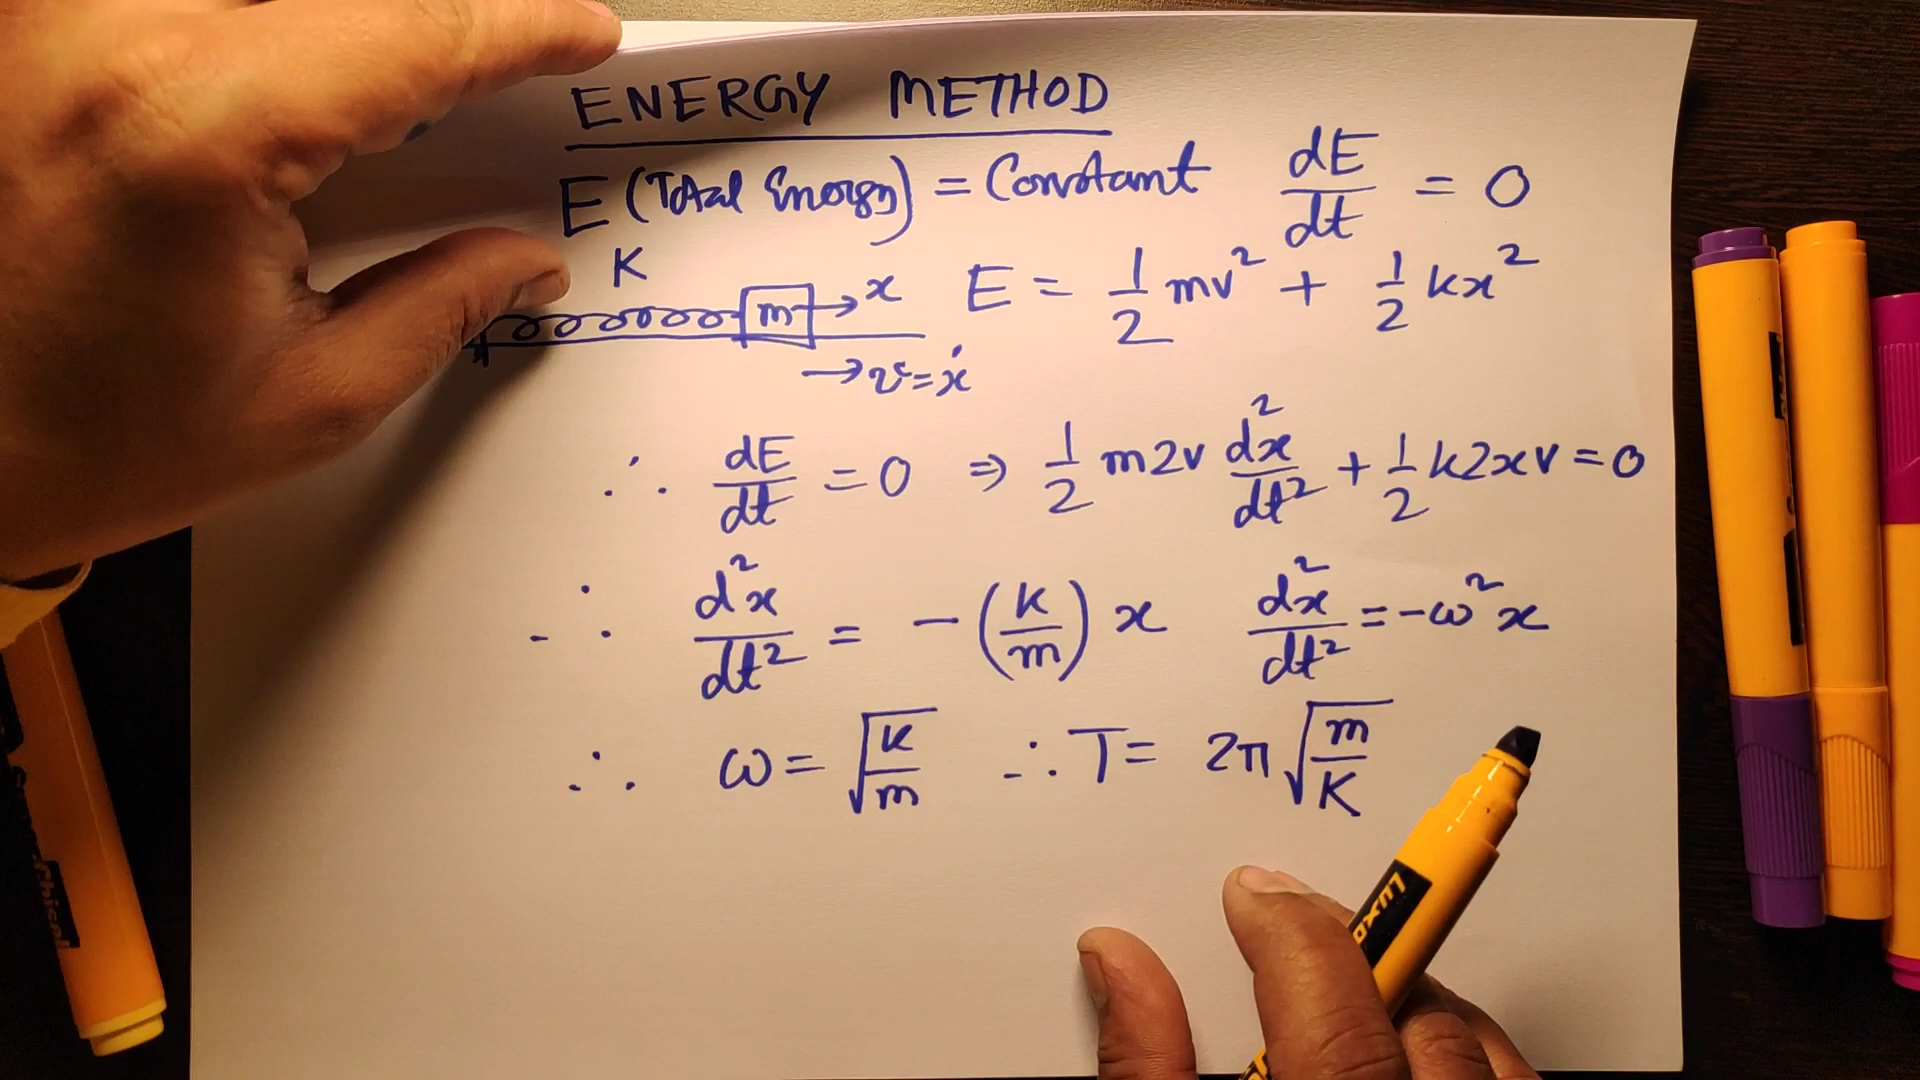 ENERGY METHOD
E (Total Energy) = Constant dE/dt = 0
K
m → x E = 1/2 mv² + 1/2 kx²
→ v = ẋ
∴ dE/dt = 0 ⇒ 1/2 m2v d²x/dt² + 1/2 k2xv = 0
∴ d²x/dt² = -(k/m) x d²x/dt² = -ω²x
∴ ω = √(k/m) ∴ T = 2π √(m/K)
Luxo